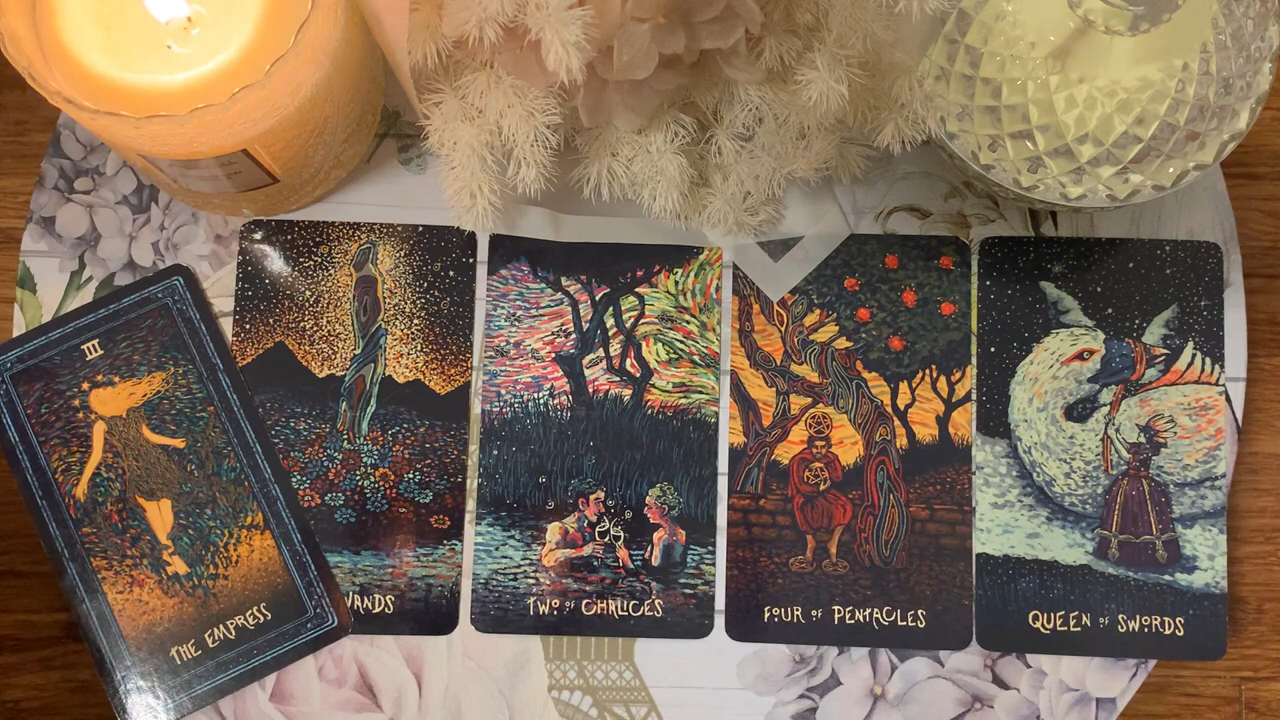 III
THE EMPRESS
WANDS
TWO OF CHALICES
FOUR OF PENTACLES
QUEEN OF SWORDS